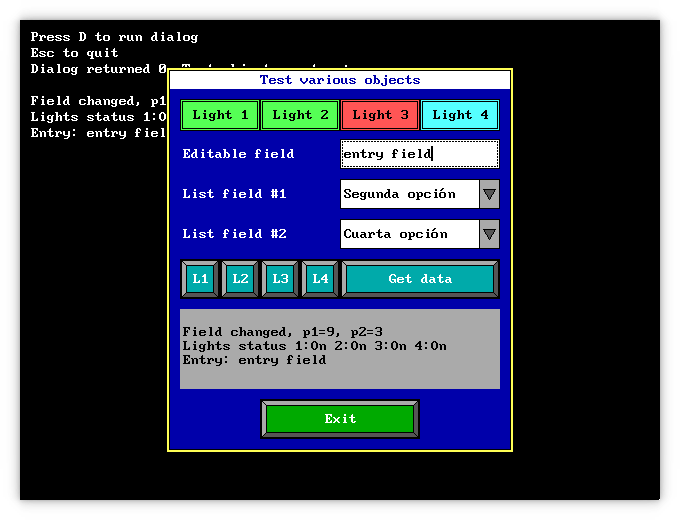 Press D to run dialog
Esc to quit
Dialog returned 0
Test various objects
Field changed, p1
Lights status 1:0
Entry: entry fiel
Light 1 Light 2 Light 3 Light 4
Editable field entry field
List field #1 Segunda opción
List field #2 Cuarta opción
L1 L2 L3 L4 Get data
Field changed, p1=9, p2=3
Lights status 1:On 2:On 3:On 4:On
Entry: entry field
Exit